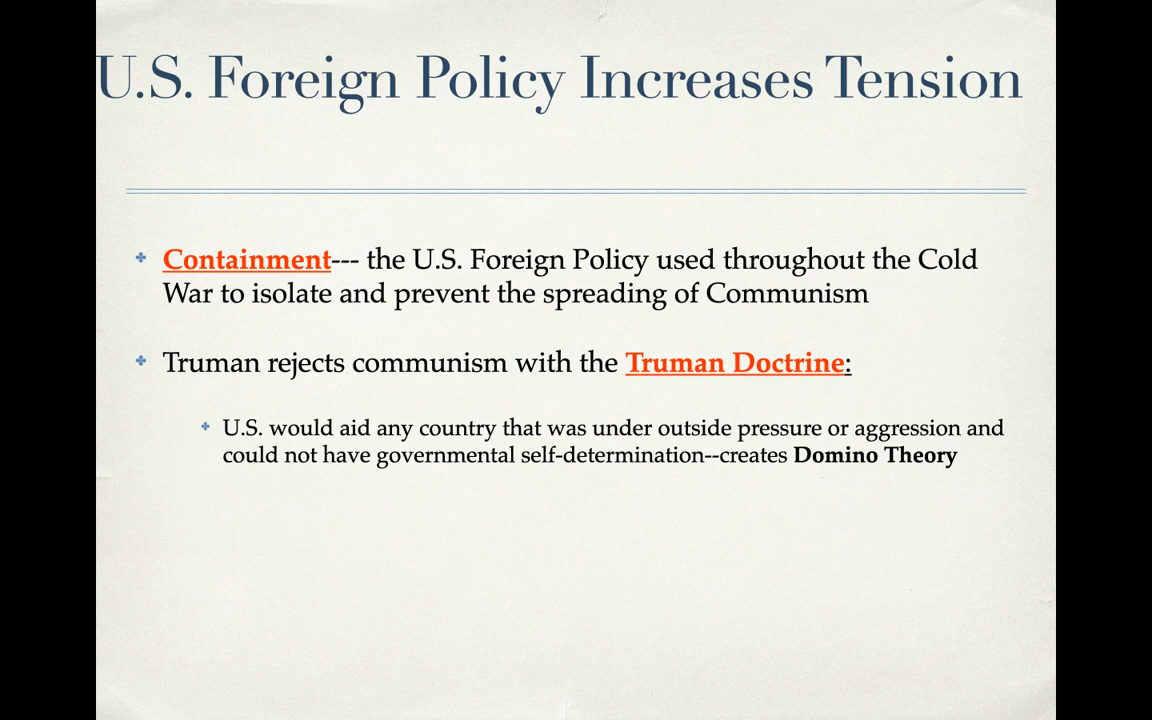 U.S. Foreign Policy Increases Tension
Containment--- the U.S. Foreign Policy used throughout the Cold
War to isolate and prevent the spreading of Communism
Truman rejects communism with the Truman Doctrine:
U.S. would aid any country that was under outside pressure or aggression and
could not have governmental self-determination--creates Domino Theory